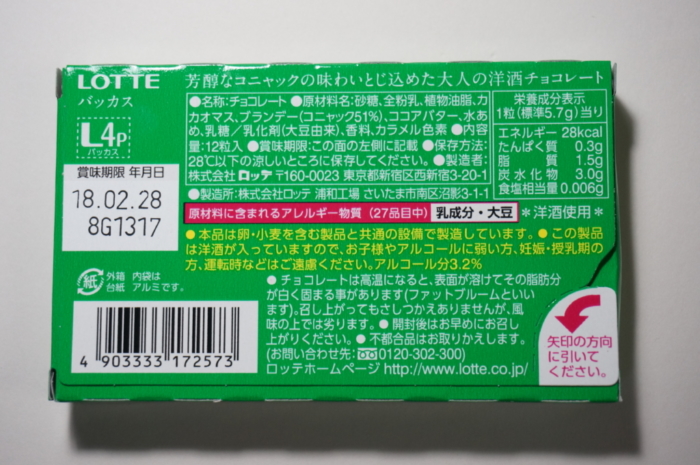 LOTTE
バッカス
L4P
バッカス
賞味期限 年月日
18.02.28
8G1317
芳醇なコニャックの味わいとじ込めた大人の洋酒チョコレート
●名称:チョコレート ●原材料名:砂糖、全粉乳、植物油脂、カ
カオマス、ブランデー(コニャック51%)、ココアバター、水あ
め、乳糖/乳化剤(大豆由来)、香料、カラメル色素 ●内容
量:12粒入 ●賞味期限:この面の左側に記載 ●保存方法:
28℃以下の涼しいところに保存してください。●製造者:
株式会社 ロッテ 〒160-0023 東京都新宿区西新宿3-20-1
●製造所:株式会社ロッテ 浦和工場 さいたま市南区沼影3-1-1
栄養成分表示
1粒(標準5.7g)当り
エネルギー 28kcal
たんぱく質 0.3g
脂質 1.5g
炭水化物 3.0g
食塩相当量 0.006g
原材料に含まれるアレルギー物質(27品目中) 乳成分・大豆 *洋酒使用*
●本品は卵・小麦を含む製品と共通の設備で製造しています。●この製品
は洋酒が入っていますので、お子様やアルコールに弱い方、妊娠・授乳期の
方、運転時などはご遠慮ください。アルコール分3.2%
紙
外箱 内袋は
台紙 アルミです。
●チョコレートは高温になると、表面が溶けてその脂肪分
が白く固まる事があります(ファットブルームといい
ます)。召し上がってもさしつかえありませんが、風
味の上では劣ります。●開封後はお早めにお召し
上がりください。●不都合品はお取りかえします。
(お問い合わせ先:0120-302-300)
ロッテホームページ http://www.lotte.co.jp/
4 903333 172573
矢印の方向
に引いて
ください。